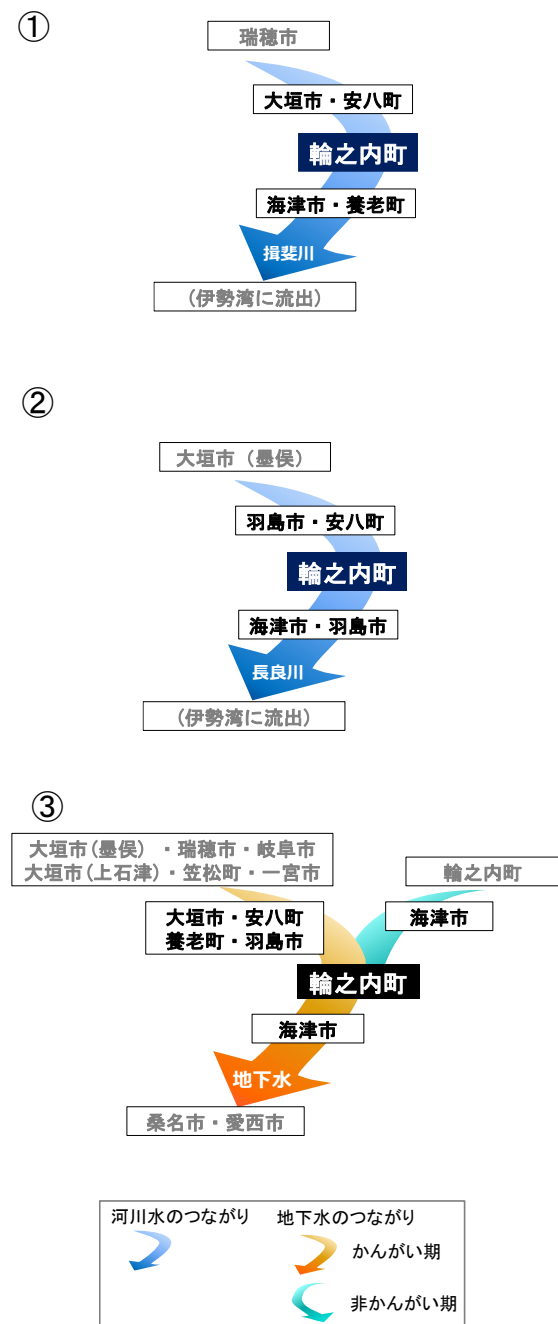 ①
瑞穂市
大垣市・安八町
輪之内町
海津市・養老町
揖斐川
(伊勢湾に流出)
②
大垣市（墨俣）
羽島市・安八町
輪之内町
海津市・羽島市
長良川
(伊勢湾に流出)
③
大垣市(墨俣) ・瑞穂市・岐阜市
大垣市(上石津)・笠松町・一宮市
輪之内町
大垣市・安八町
養老町・羽島市
海津市
輪之内町
海津市
地下水
桑名市・愛西市
河川水のつながり
地下水のつながり
かんがい期
非かんがい期